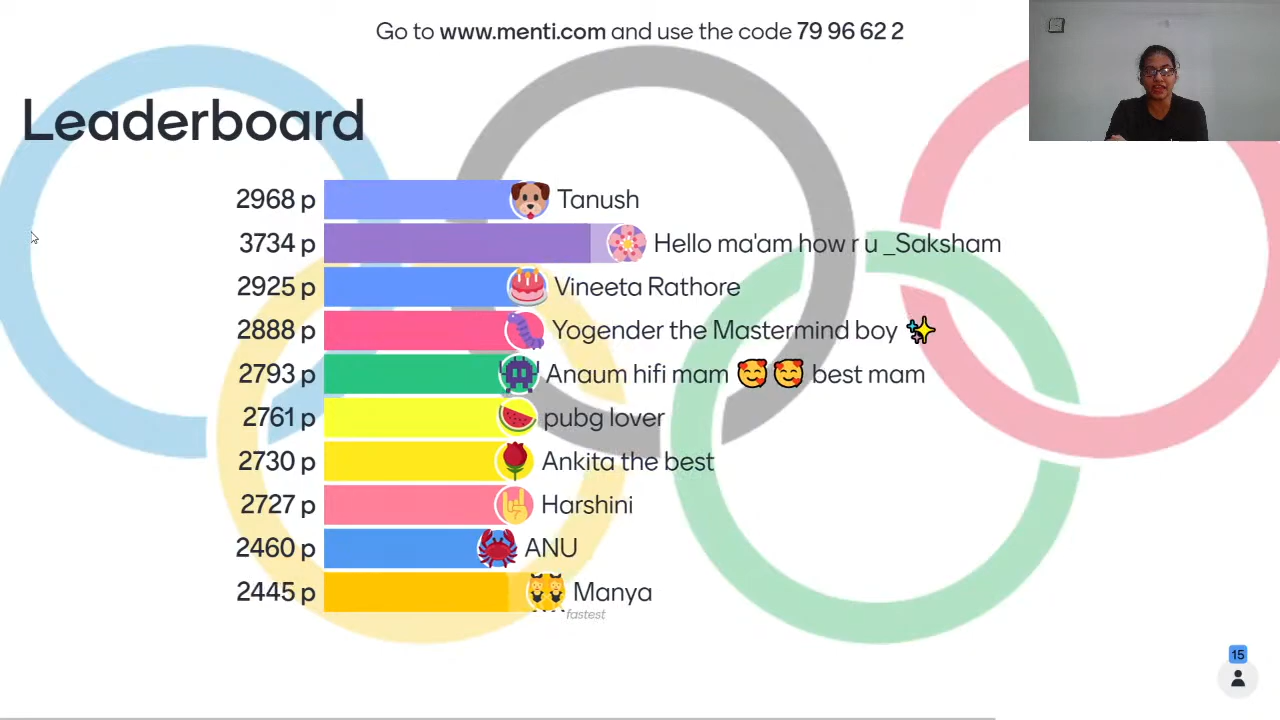 Go to www.menti.com and use the code 79 96 62 2
Leaderboard
2968 p Tanush
3734 p Hello ma'am how r u _Saksham
2925 p Vineeta Rathore
2888 p Yogender the Mastermind boy ✨
2793 p Anaum hifi mam 🥰 🥰 best mam
2761 p pubg lover
2730 p Ankita the best
2727 p Harshini
2460 p ANU
2445 p Manya
fastest
15